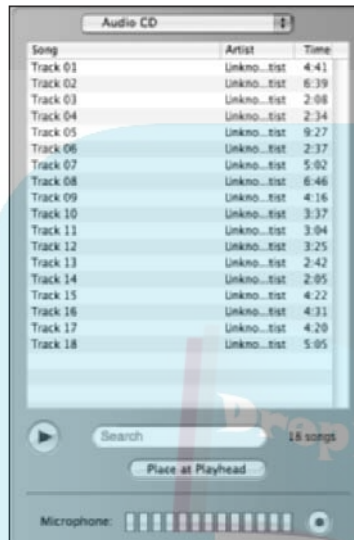 Audio CD
Song Artist Time
Track 01 Unkno...tist 4:41
Track 02 Unkno...tist 6:39
Track 03 Unkno...tist 2:08
Track 04 Unkno...tist 2:34
Track 05 Unkno...tist 9:27
Track 06 Unkno...tist 2:37
Track 07 Unkno...tist 5:02
Track 08 Unkno...tist 6:46
Track 09 Unkno...tist 4:16
Track 10 Unkno...tist 3:37
Track 11 Unkno...tist 3:04
Track 12 Unkno...tist 3:25
Track 13 Unkno...tist 2:42
Track 14 Unkno...tist 2:05
Track 15 Unkno...tist 4:22
Track 16 Unkno...tist 4:31
Track 17 Unkno...tist 4:20
Track 18 Unkno...tist 5:05
Drop
Search 18 songs
Place at Playhead
Microphone: